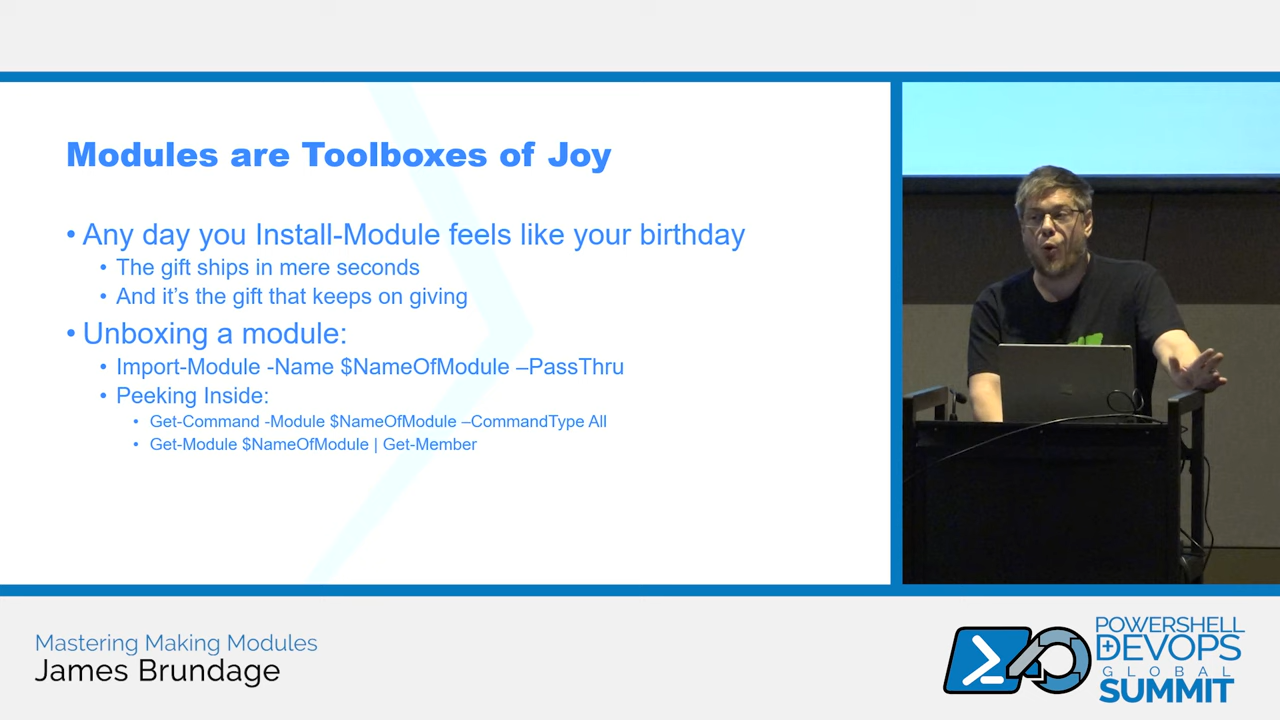 Modules are Toolboxes of Joy
• Any day you Install-Module feels like your birthday
• The gift ships in mere seconds
• And it’s the gift that keeps on giving
• Unboxing a module:
• Import-Module -Name $NameOfModule –PassThru
• Peeking Inside:
• Get-Command -Module $NameOfModule –CommandType All
• Get-Module $NameOfModule | Get-Member
Mastering Making Modules
James Brundage
POWERSHELL
DEVOPS
GLOBAL
SUMMIT